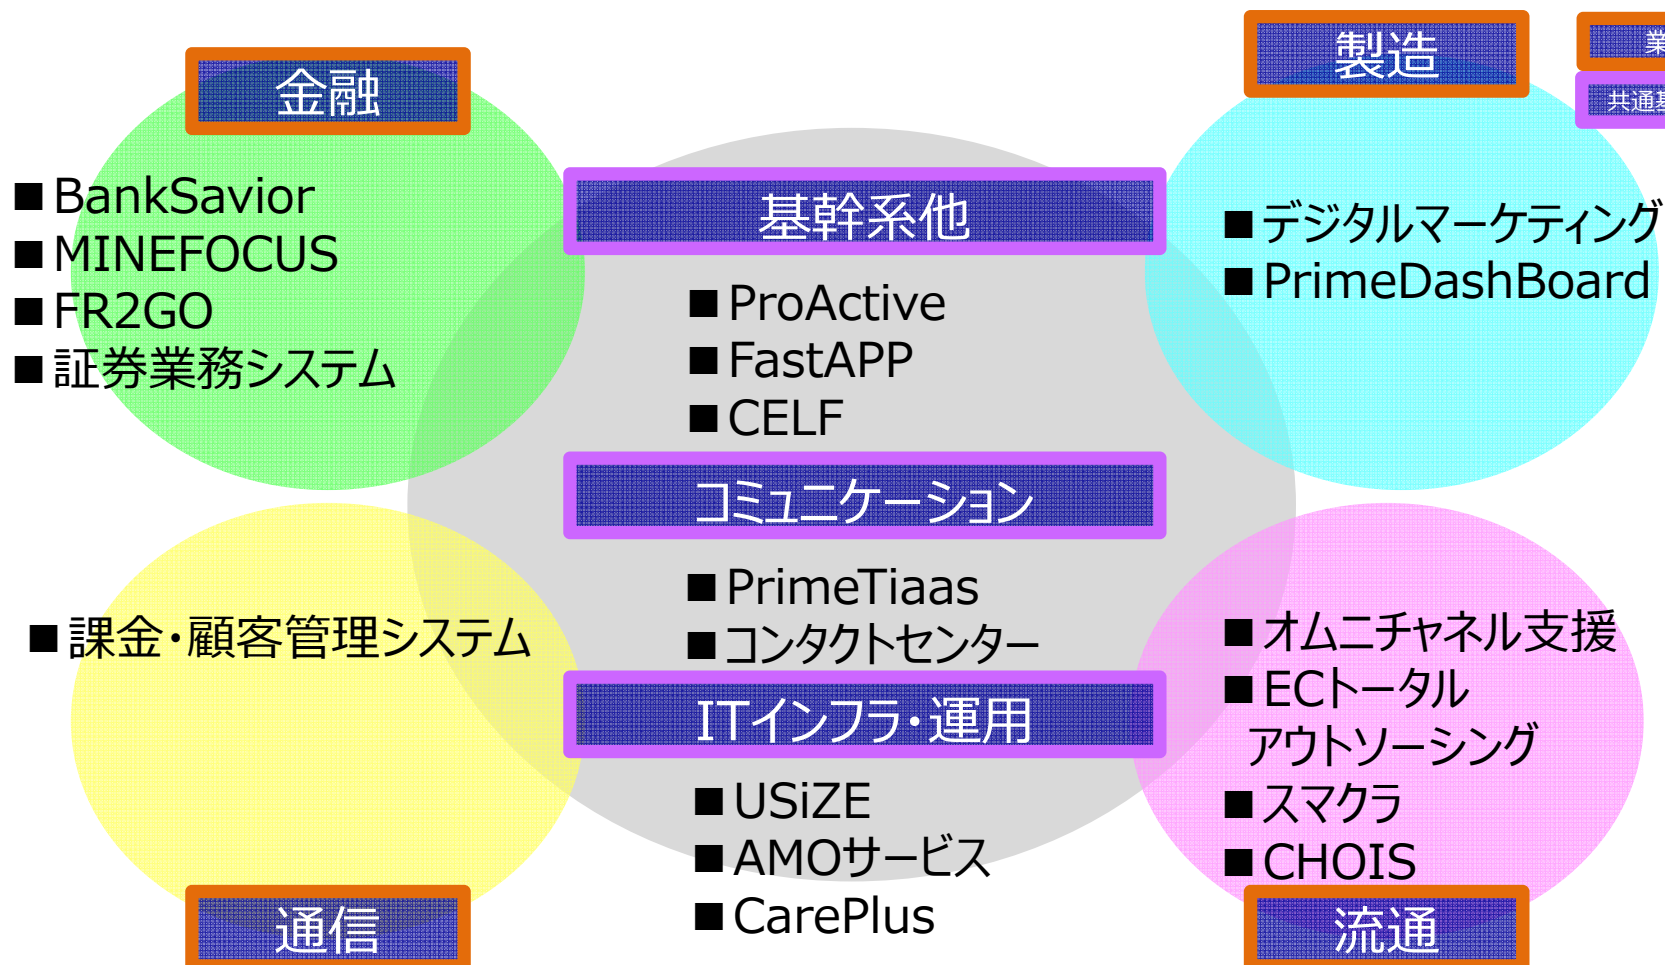 金融
■BankSavior
■MINEFOCUS
■FR2GO
■証券業務システム
基幹系他
■ProActive
■FastAPP
■CELF
コミュニケーション
■PrimeTiaas
■コンタクトセンター
ITインフラ・運用
■USiZE
■AMOサービス
■CarePlus
製造
■デジタルマーケティング
■PrimeDashBoard
業
共通基
■課金・顧客管理システム
通信
■オムニチャネル支援
■ECトータル
アウトソーシング
■スマクラ
■CHOIS
流通